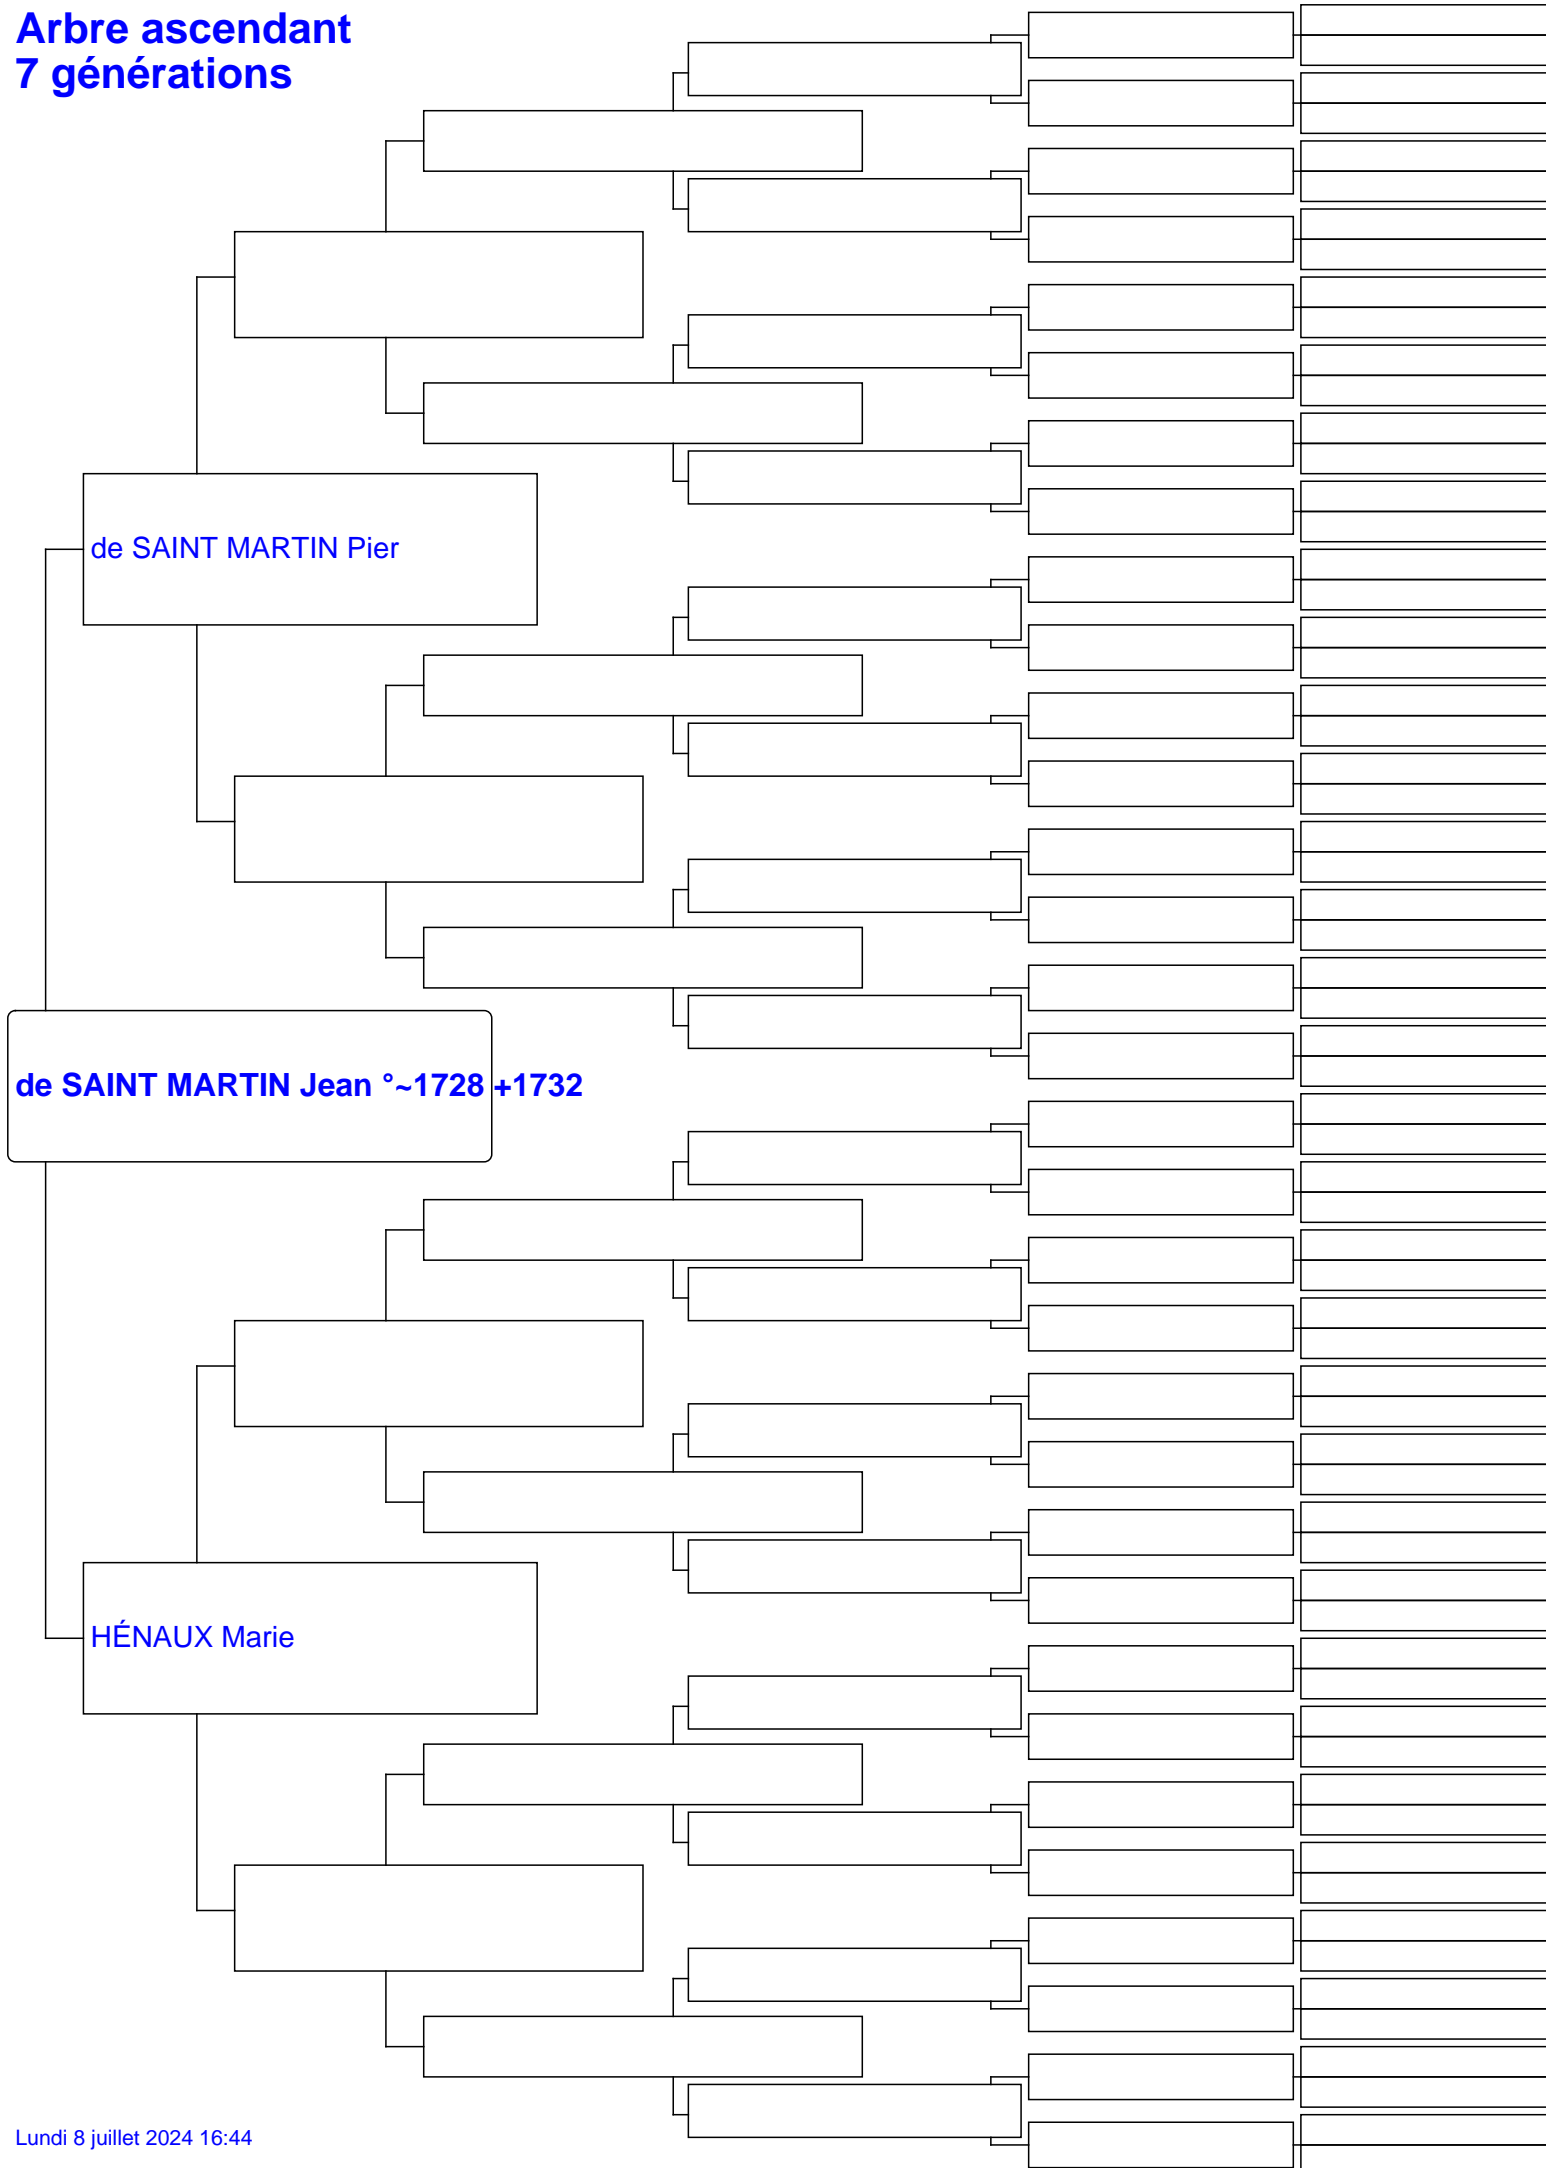 Arbre ascendant
7 générations
de SAINT MARTIN Pier
de SAINT MARTIN Jean °~1728 +1732
HÉNAUX Marie
Lundi 8 juillet 2024 16:44